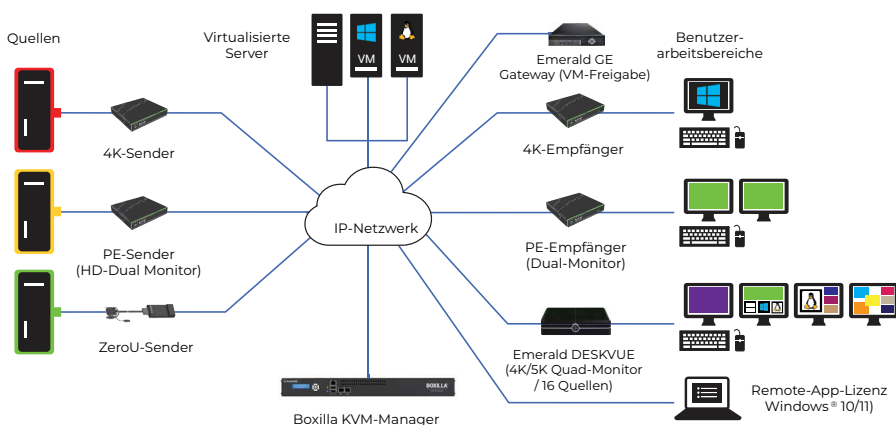 Quellen
Virtualisierte
Server
VM
VM
Emerald GE
Gateway (VM-Freigabe)
Benutzer-
arbeitsbereiche
4K-Sender
4K-Empfänger
IP-Netzwerk
PE-Sender
(HD-Dual Monitor)
PE-Empfänger
(Dual-Monitor)
ZeroU-Sender
Emerald DESKVUE
(4K/5K Quad-Monitor
/ 16 Quellen)
BOXILLA
Boxilla KVM-Manager
Remote-App-Lizenz
Windows® 10/11)